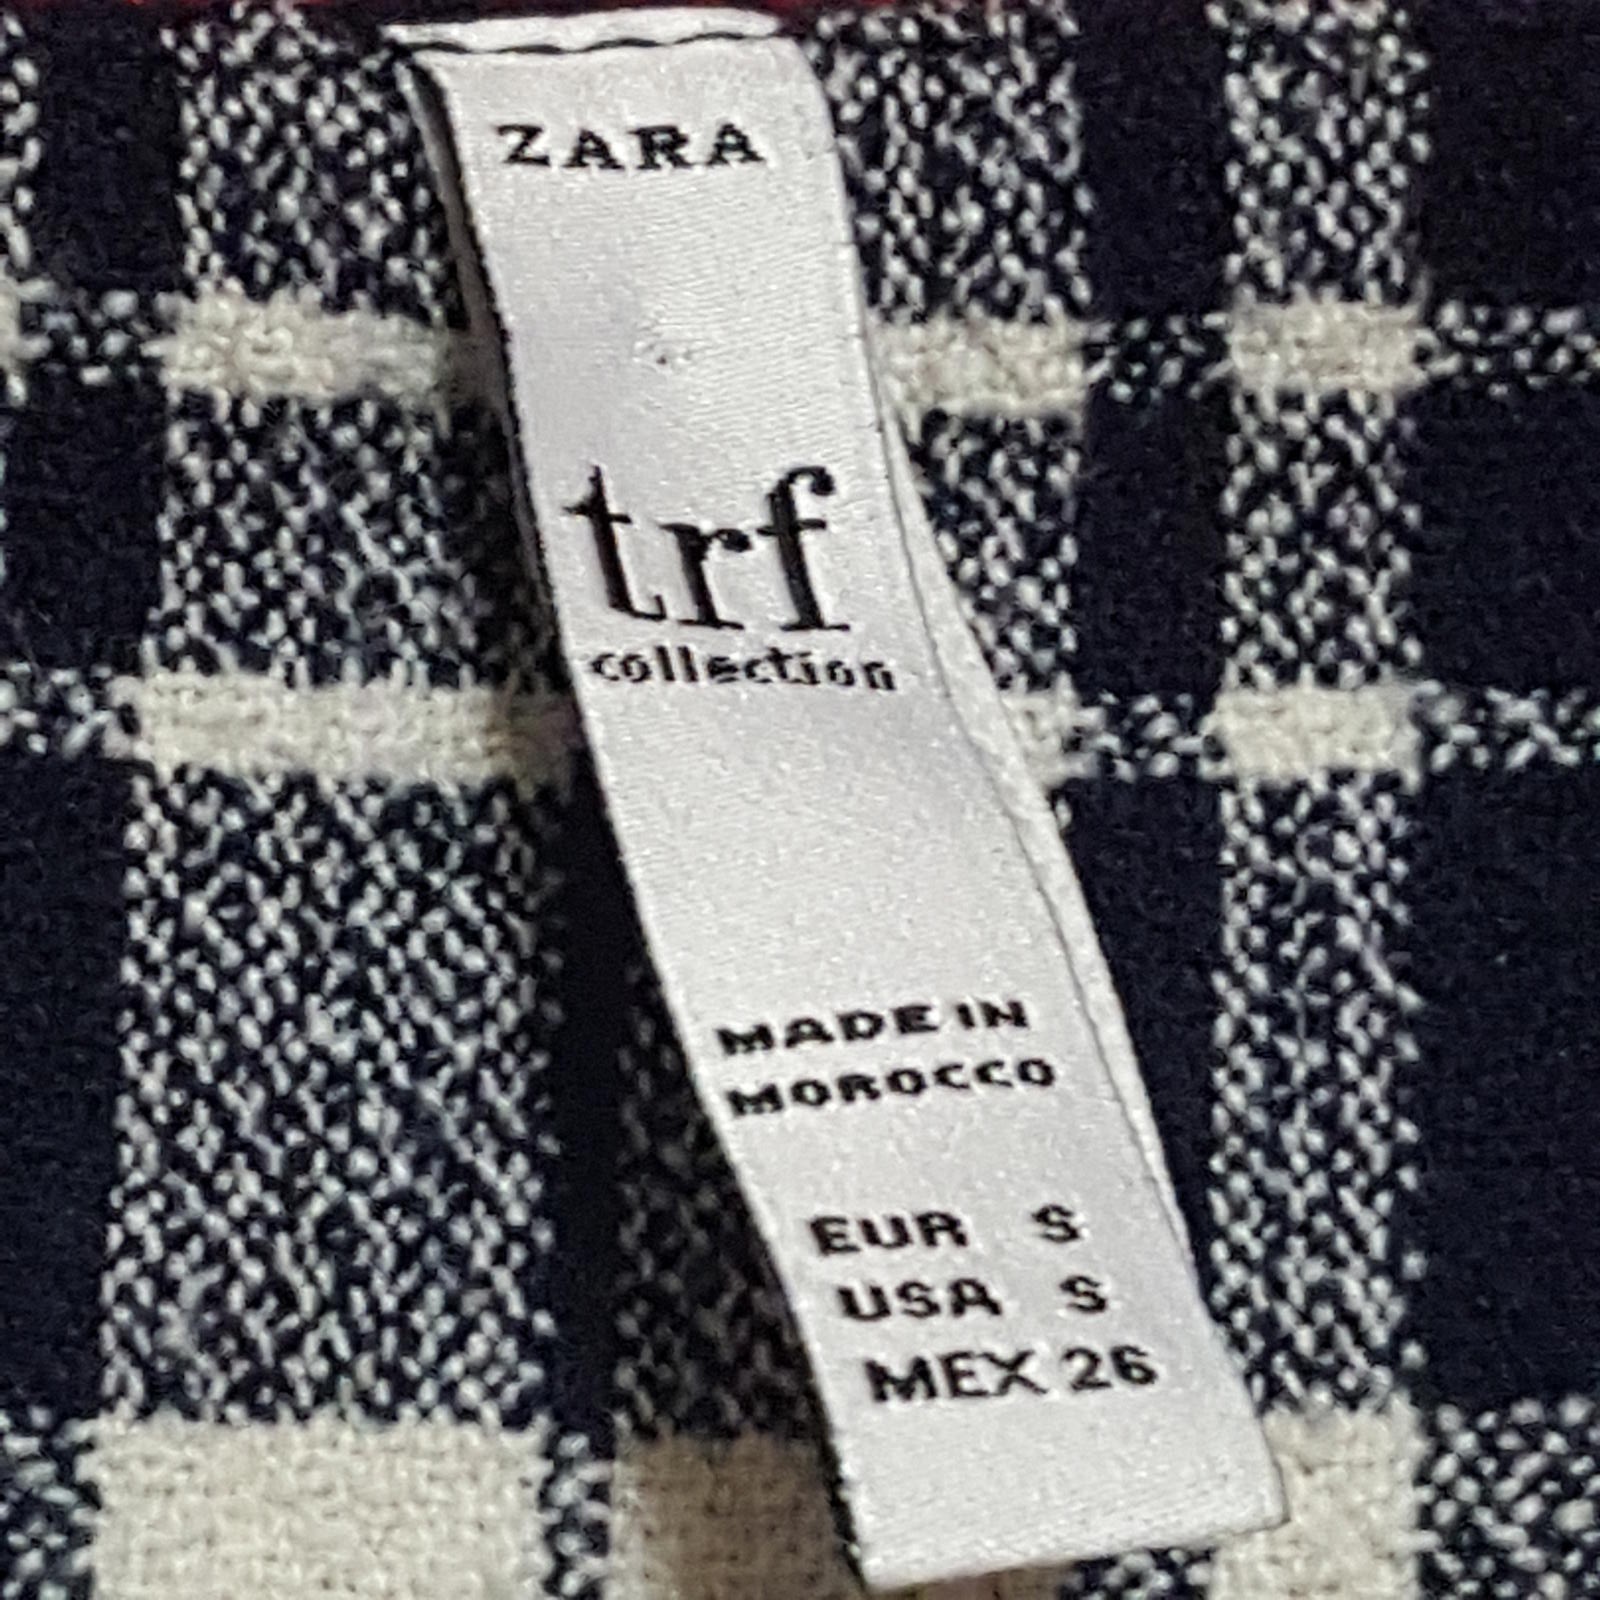 ZARA
trf
collection
MADE IN
MOROCCO
EUR S
USA S
MEX 26